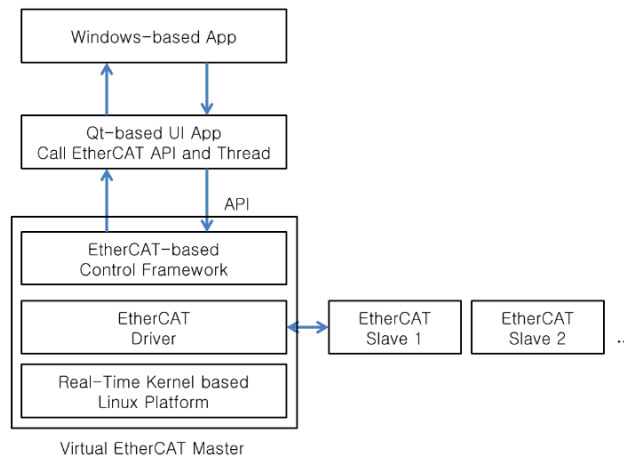 Windows-based App
Qt-based UI App
Call EtherCAT API and Thread
API
EtherCAT-based
Control Framework
EtherCAT
Driver
EtherCAT
Slave 1
EtherCAT
Slave 2
..
Real-Time Kernel based
Linux Platform
Virtual EtherCAT Master